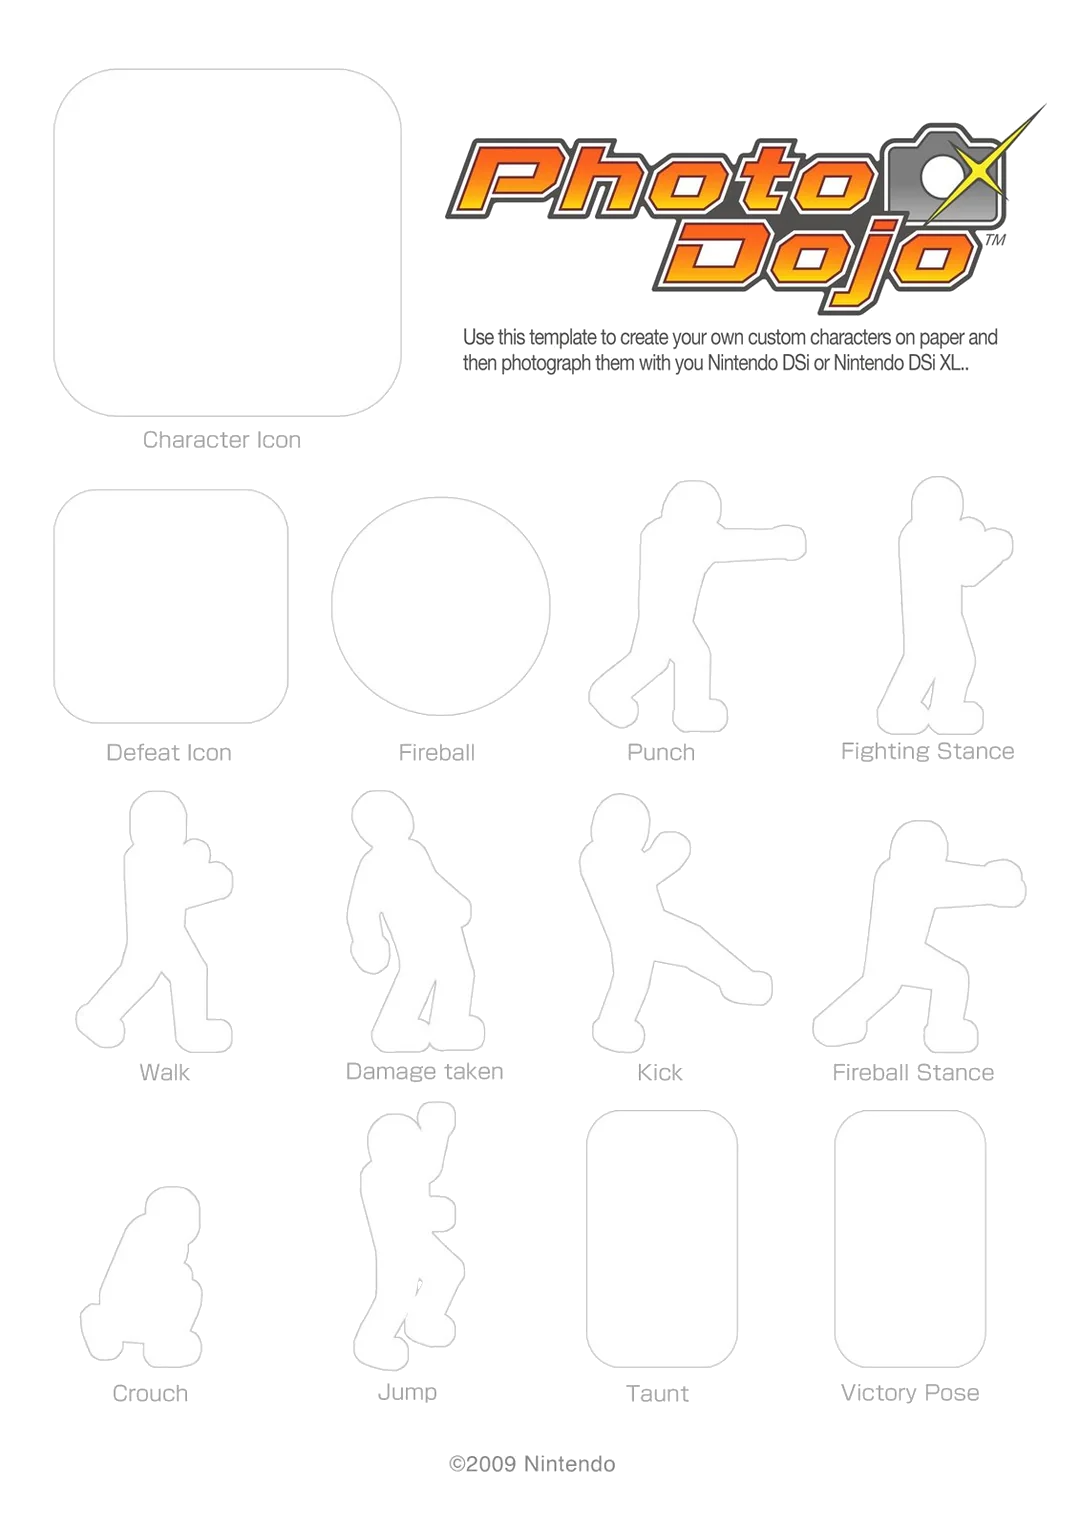 Photo
Dojo™
Use this template to create your own custom characters on paper and
then photograph them with you Nintendo DSi or Nintendo DSi XL..
Character Icon
Defeat Icon
Fireball
Punch
Fighting Stance
Walk
Damage taken
Kick
Fireball Stance
Crouch
Jump
Taunt
Victory Pose
©2009 Nintendo